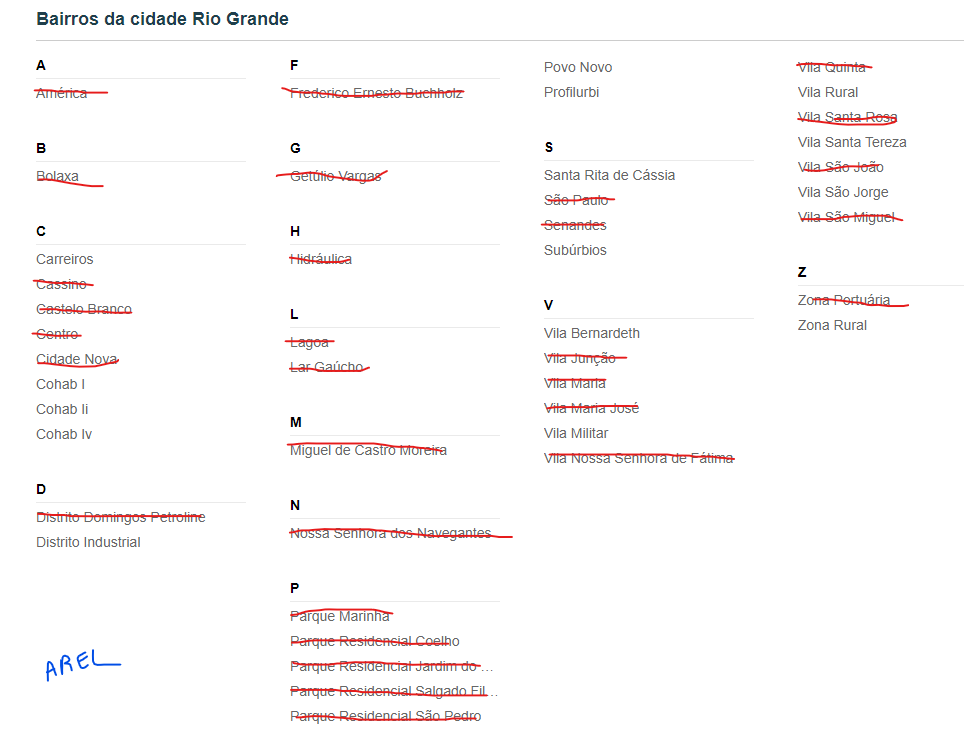 Bairros da cidade Rio Grande
A
América
B
Bolaxa
C
Carreiros
Cassino
Castelo Branco
Centro
Cidade Nova
Cohab I
Cohab Ii
Cohab Iv
D
Distrito Domingos Petroline
Distrito Industrial
AREL
F
Frederico Ernesto Buchholz
G
Getúlio Vargas
H
Hidráulica
L
Lagoa
Lar Gaúcho
M
Miguel de Castro Moreira
N
Nossa Senhora dos Navegantes
P
Parque Marinha
Parque Residencial Coelho
Parque Residencial Jardim do ...
Parque Residencial Salgado Fil...
Parque Residencial São Pedro
Povo Novo
Profilurbi
S
Santa Rita de Cássia
São Paulo
Senandes
Subúrbios
V
Vila Bernardeth
Vila Junção
Vila Maria
Vila Maria José
Vila Militar
Vila Nossa Senhora de Fátima
Vila Quinta
Vila Rural
Vila Santa Rosa
Vila Santa Tereza
Vila São João
Vila São Jorge
Vila São Miguel
Z
Zona Portuária
Zona Rural